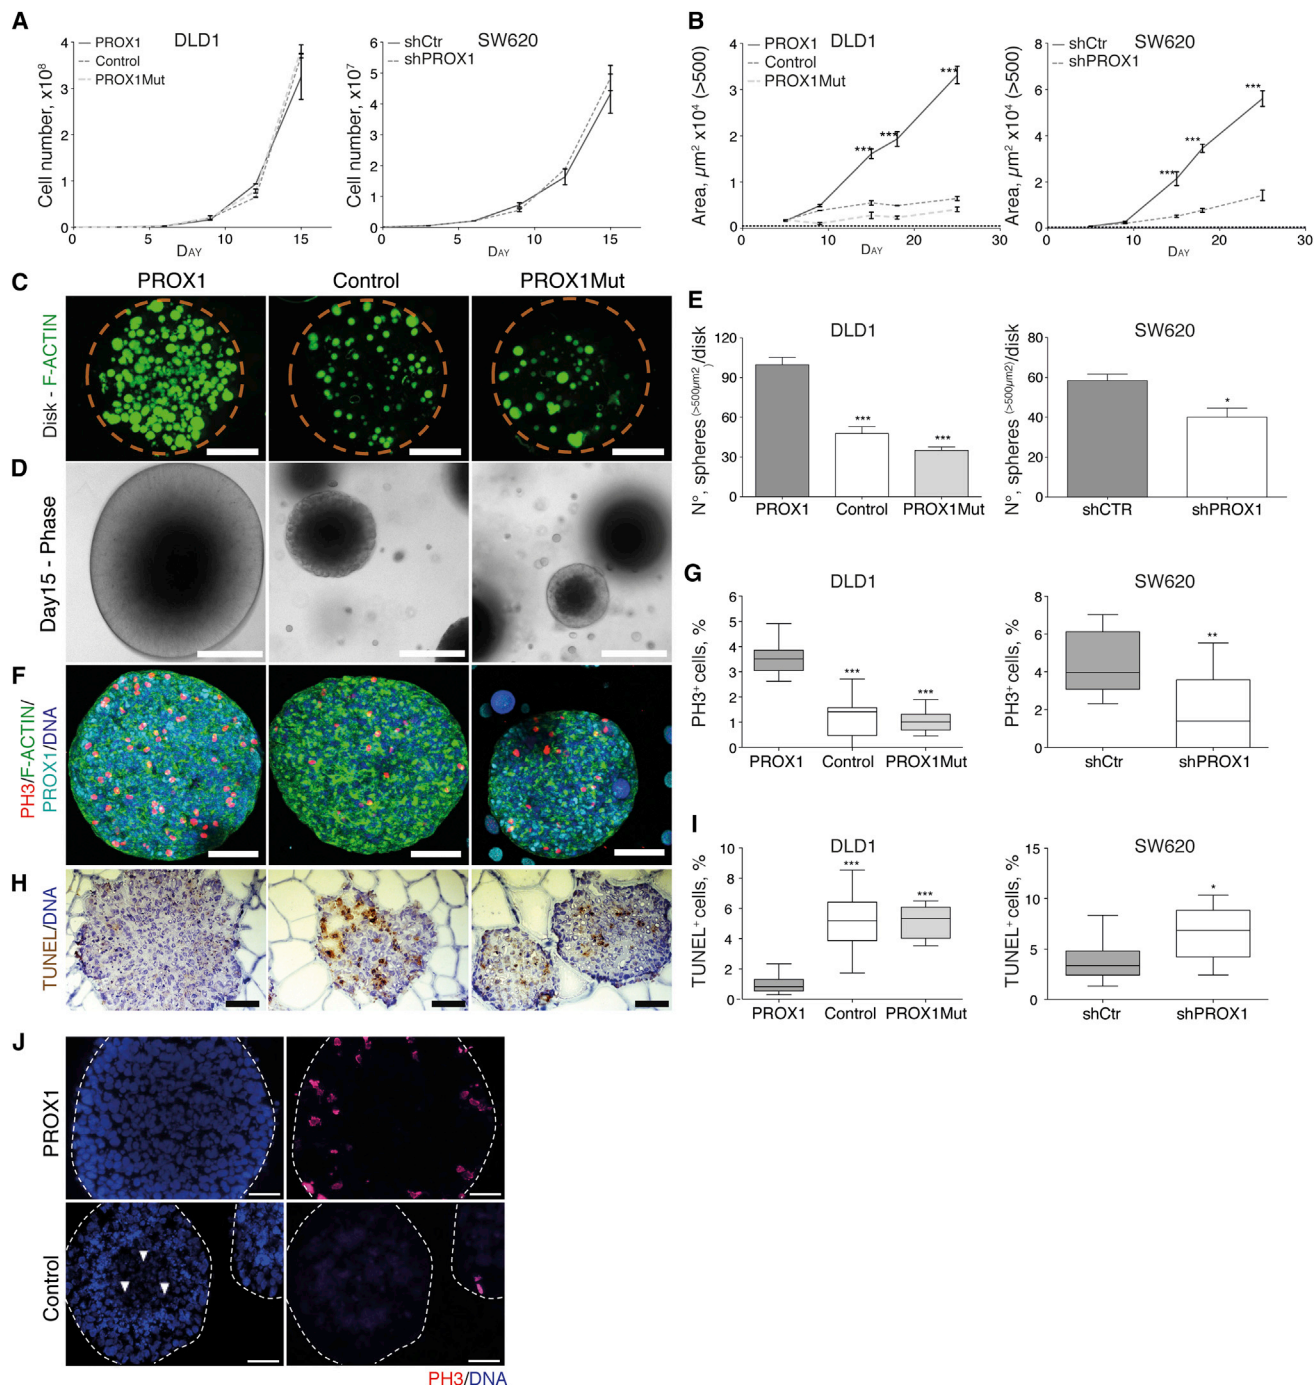 A
DLD1
PROX1
Control
PROX1Mut
Cell number, x10⁸
4
3
2
1
0
0 5 10 15
DAY
SW620
shCtr
shPROX1
Cell number, x10⁷
6
5
4
3
2
1
0
0 5 10 15
DAY
B
DLD1
PROX1
Control
PROX1Mut
Area, µm² x10⁴ (>500)
4
3
2
1
0
*** *** ***
0 10 20 30
DAY
SW620
shCtr
shPROX1
Area, µm² x10⁴ (>500)
8
6
4
2
0
*** *** ***
0 10 20 30
DAY
C
PROX1 Control PROX1Mut
Disk - F-ACTIN
D
Day15 - Phase
E
DLD1
N°, spheres (>500µm2)/disk
120
90
60
30
0
*** ***
PROX1 Control PROX1Mut
SW620
N°, spheres (>500µm2)/disk
80
60
40
20
0
*
shCTR shPROX1
F
PH3/F-ACTIN/
PROX1/DNA
G
DLD1
PH3⁺ cells, %
6
5
4
3
2
1
0
*** ***
PROX1 Control PROX1Mut
SW620
PH3⁺ cells, %
8
6
4
2
0
**
shCtr shPROX1
H
TUNEL/DNA
I
DLD1
TUNEL⁺ cells, %
10
8
6
4
2
0
*** ***
PROX1 Control PROX1Mut
SW620
TUNEL⁺ cells, %
15
10
5
0
*
shCtr shPROX1
J
PROX1
Control
PH3/DNA